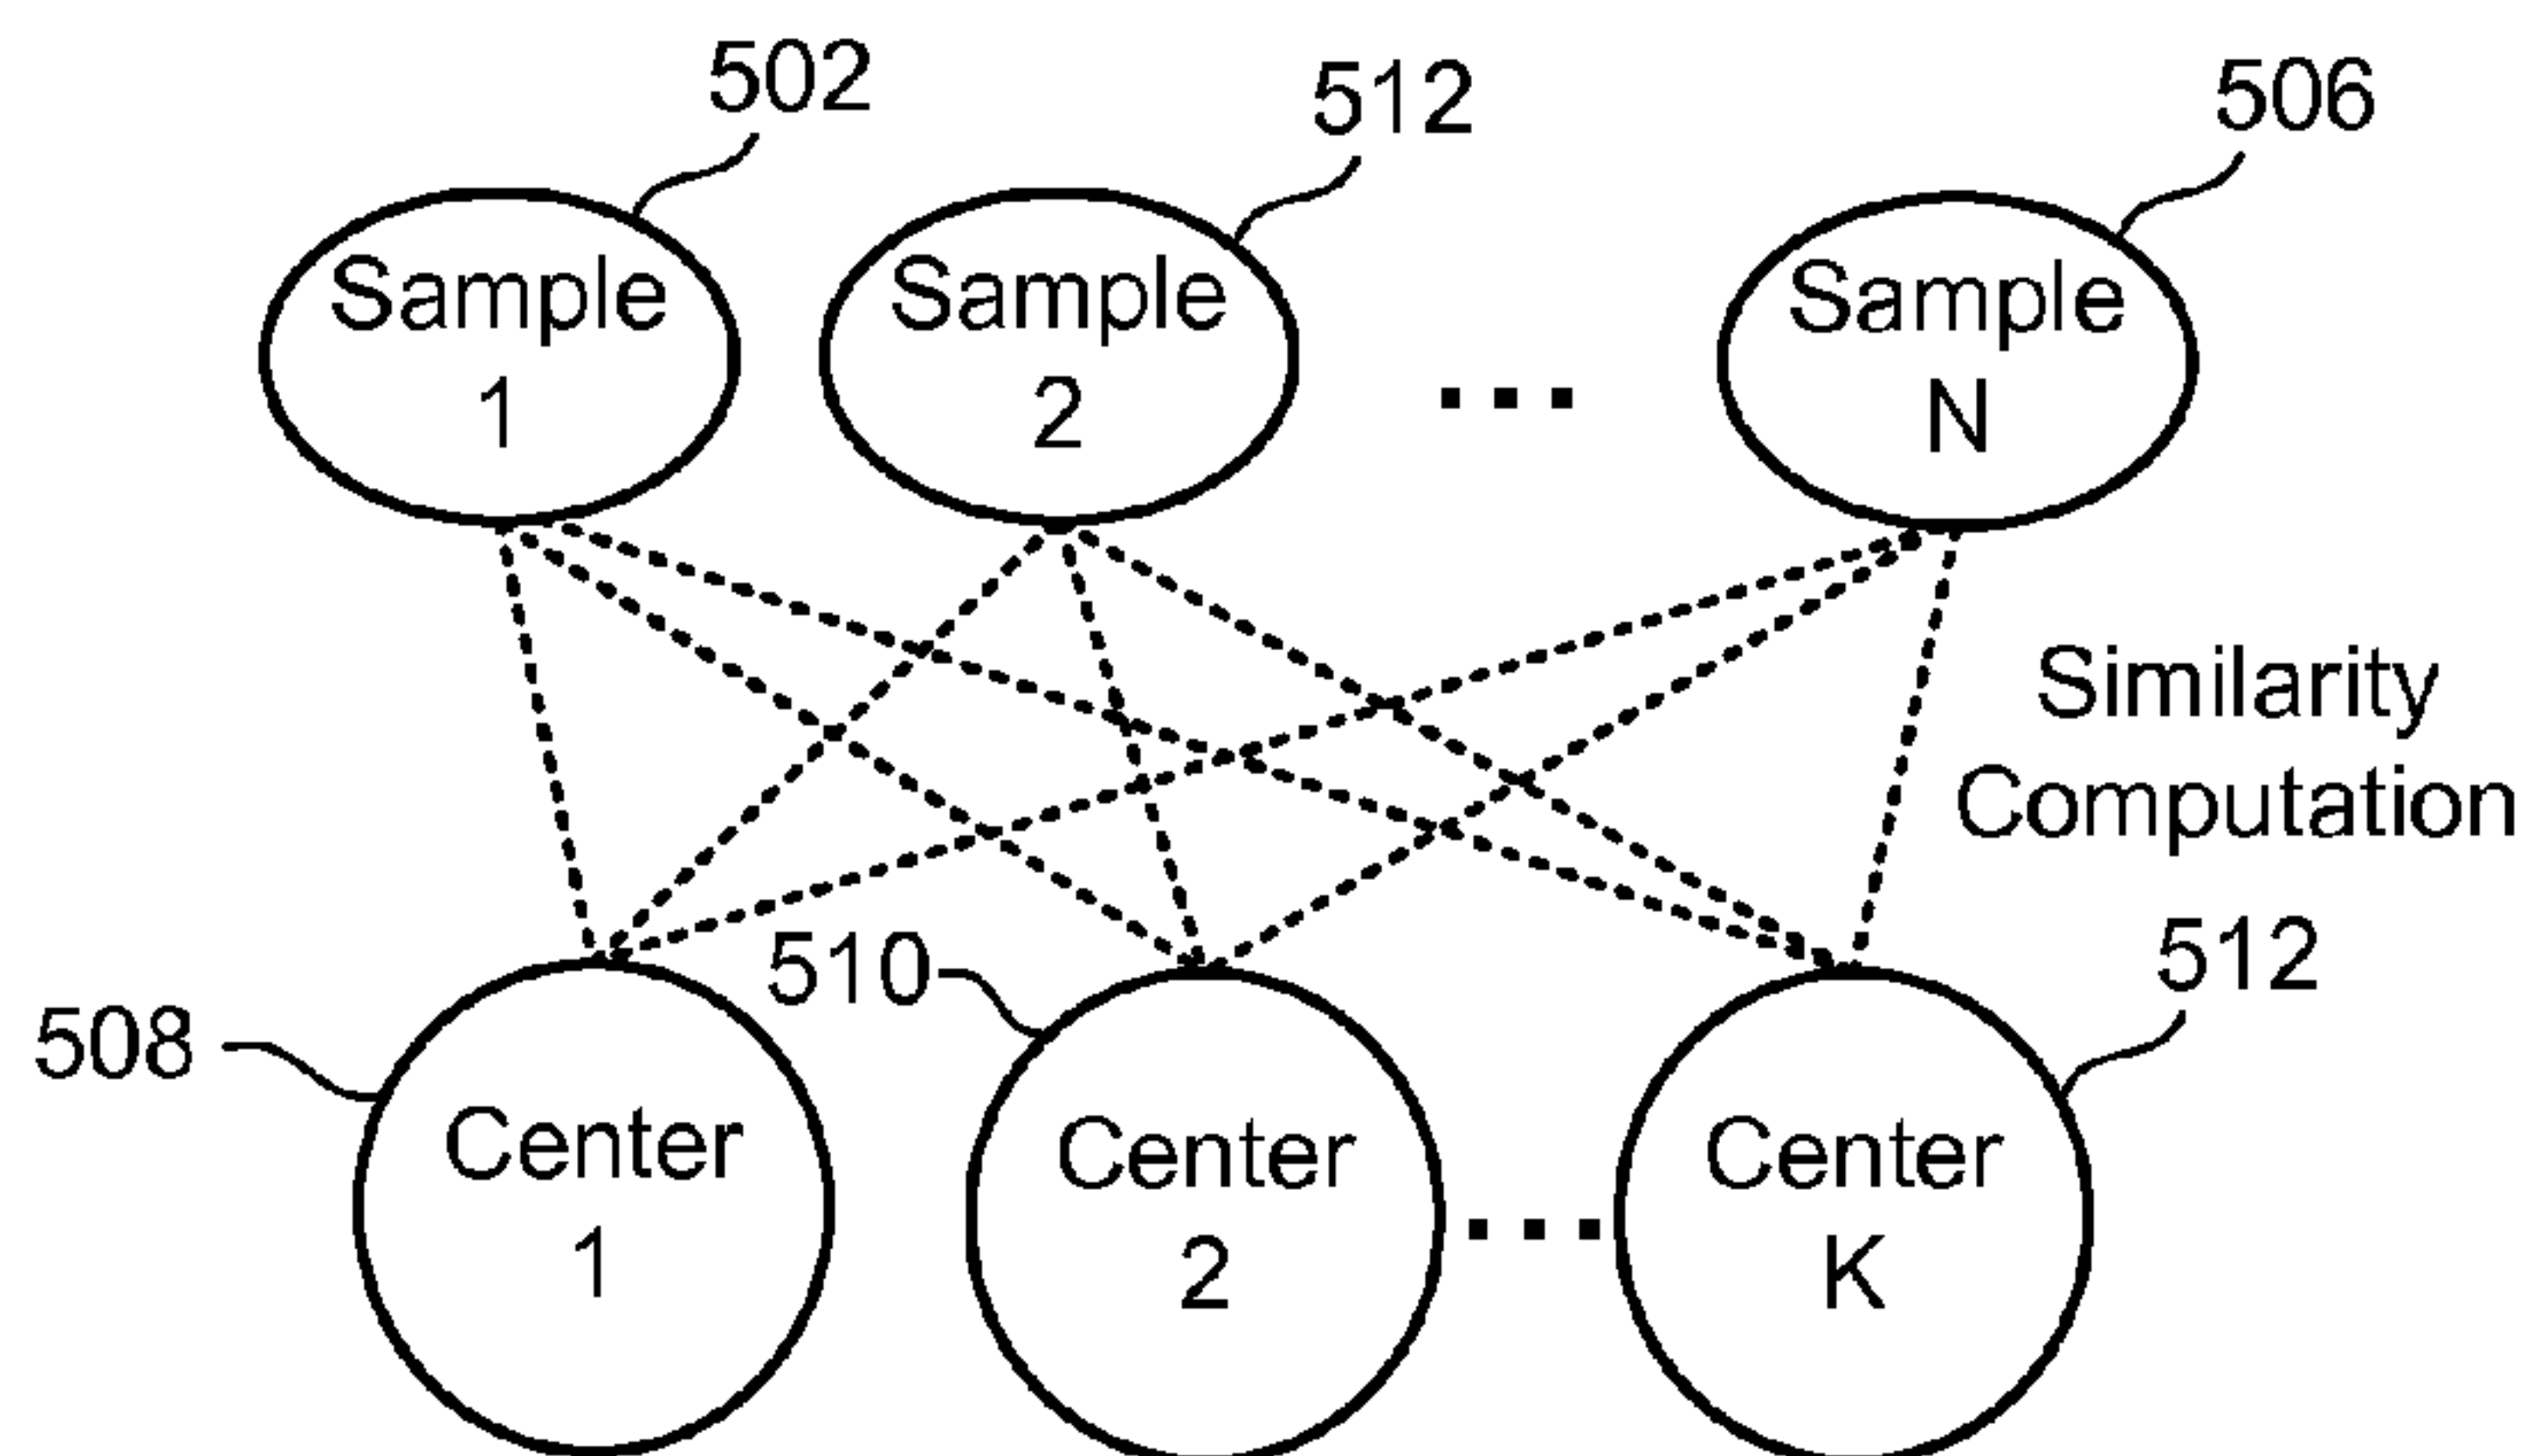 502
512
506
Sample
1
Sample
2
...
Sample
N
Similarity
Computation
508
510
512
Center
1
Center
2
...
Center
K